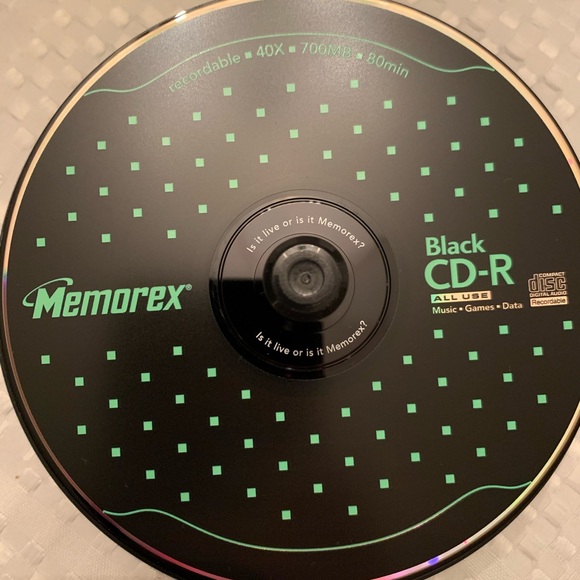 recordable ▪ 40X ▪ 700MB ▪ 80min
Is it live or is it Memorex?
Memorex®
Black
CD-R
ALL USE
Music • Games • Data
COMPACT
disc
DIGITAL AUDIO
Recordable
Is it live or is it Memorex?